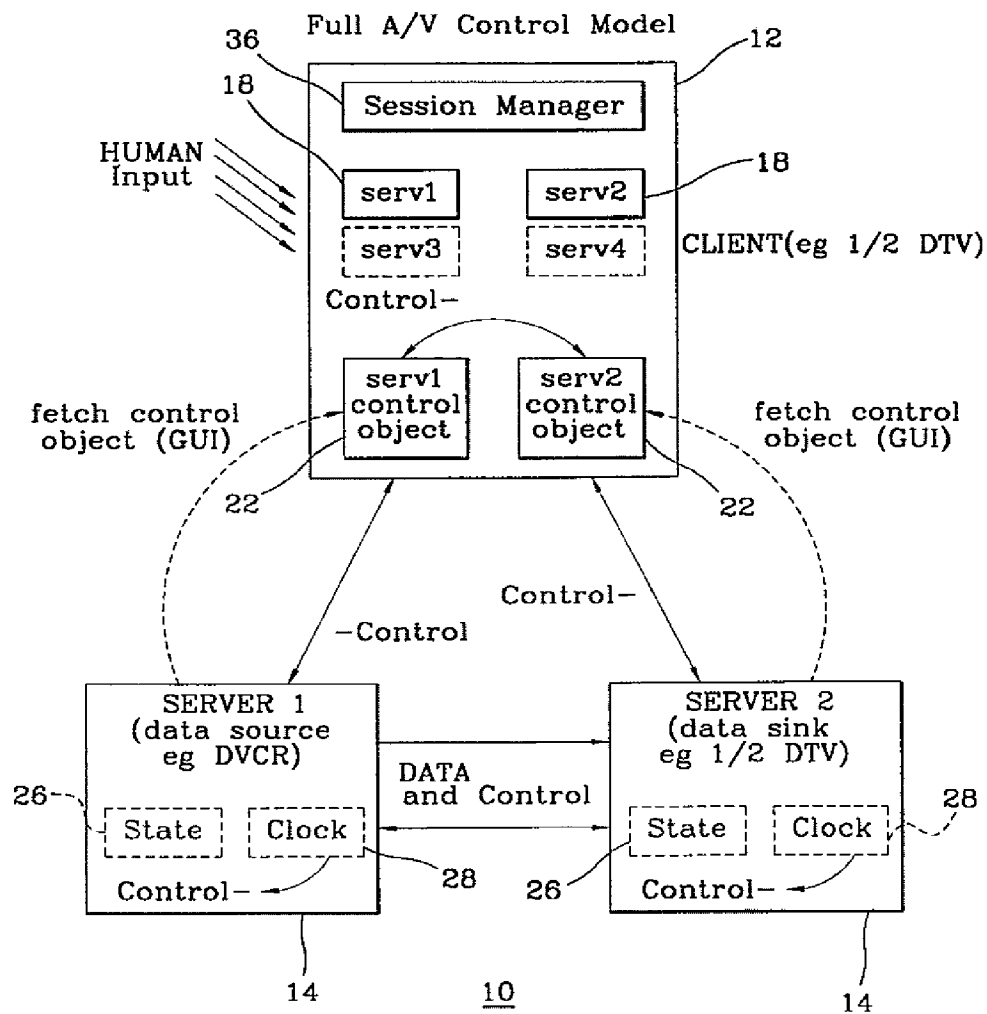 Full A/V Control Model
36
12
Session Manager
18
HUMAN
Input
serv1
serv2
18
serv3
serv4
CLIENT(eg 1/2 DTV)
Control-
serv1
control
object
serv2
control
object
fetch control
object (GUI)
fetch control
object (GUI)
22
22
Control-
-Control
SERVER 1
(data source
eg DVCR)
SERVER 2
(data sink
eg 1/2 DTV)
DATA
and Control
26
State
Clock
28
Control-
State
Clock
28
26
Control-
14
10
14